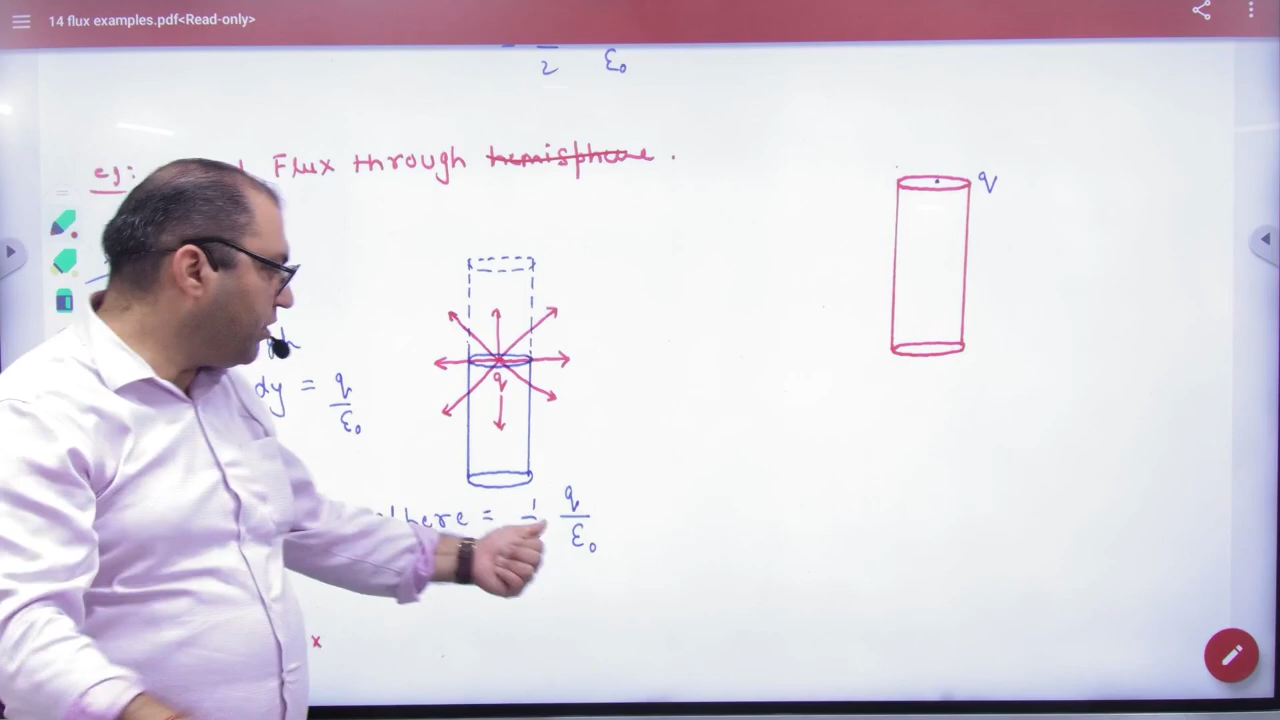 14 flux examples.pdf<Read-only>
2 ε₀
eg: Flux through hemisphere .
q
q
dy = q/ε₀
here = 1/ q/ε₀
x